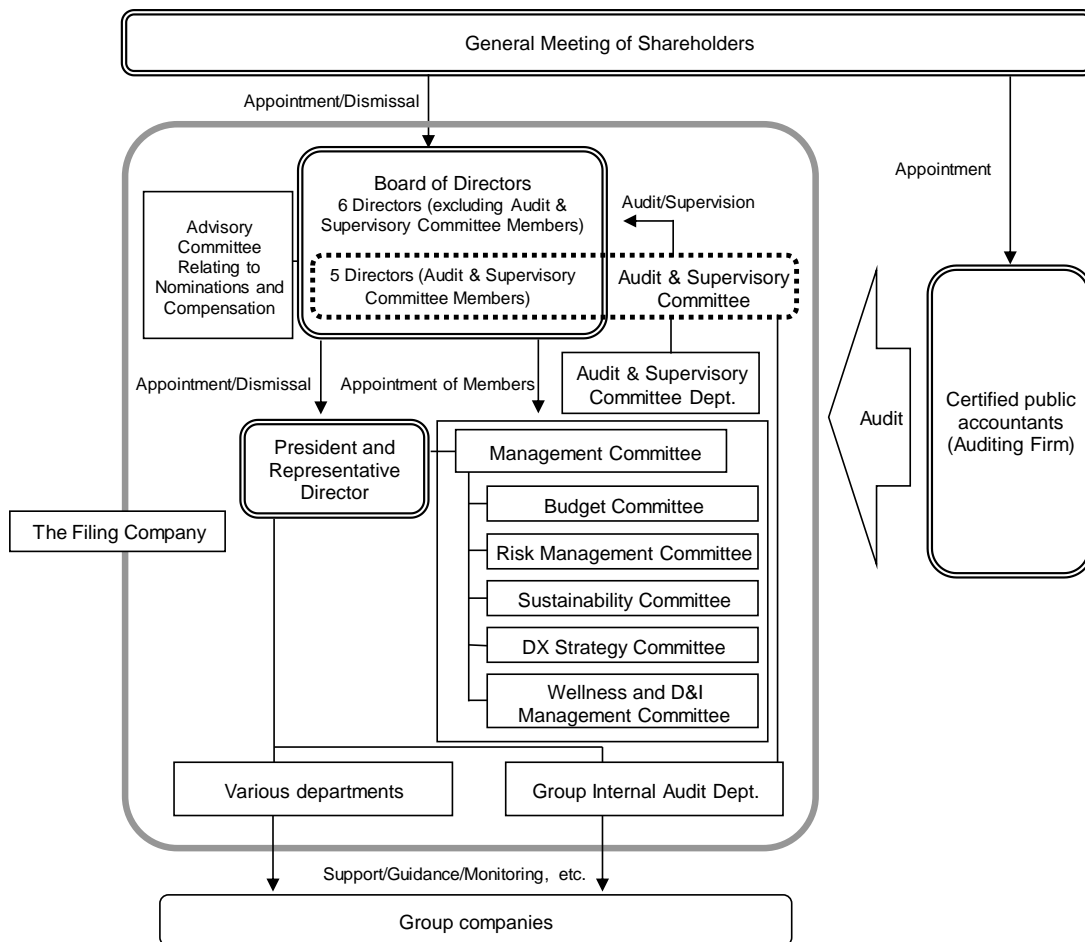 General Meeting of Shareholders
Appointment/Dismissal
Appointment
Board of Directors
6 Directors (excluding Audit &
Supervisory Committee Members)
Audit/Supervision
Advisory
Committee
Relating to
Nominations and
Compensation
5 Directors (Audit & Supervisory
Committee Members)
Audit & Supervisory
Committee
Appointment/Dismissal
Appointment of Members
Audit & Supervisory
Committee Dept.
Audit
Certified public
accountants
(Auditing Firm)
President and
Representative
Director
Management Committee
Budget Committee
The Filing Company
Risk Management Committee
Sustainability Committee
DX Strategy Committee
Wellness and D&I
Management Committee
Various departments
Group Internal Audit Dept.
Support/Guidance/Monitoring, etc.
Group companies